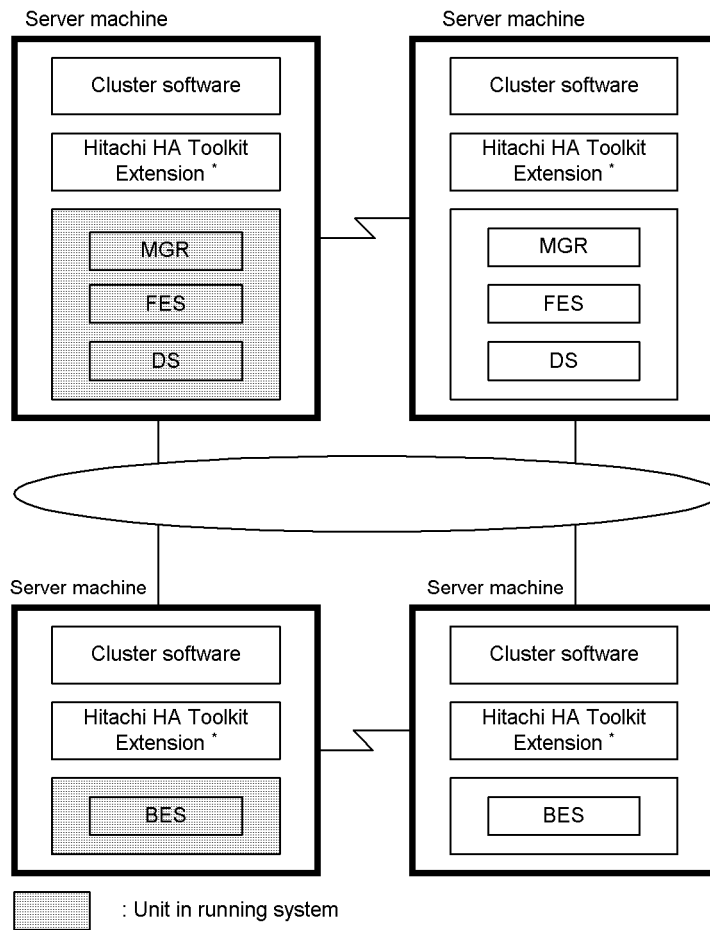 Server machine
Cluster software
Hitachi HA Toolkit
Extension *
MGR
FES
DS
Server machine
Cluster software
Hitachi HA Toolkit
Extension *
MGR
FES
DS
Server machine
Cluster software
Hitachi HA Toolkit
Extension *
BES
Server machine
Cluster software
Hitachi HA Toolkit
Extension *
BES
: Unit in running system